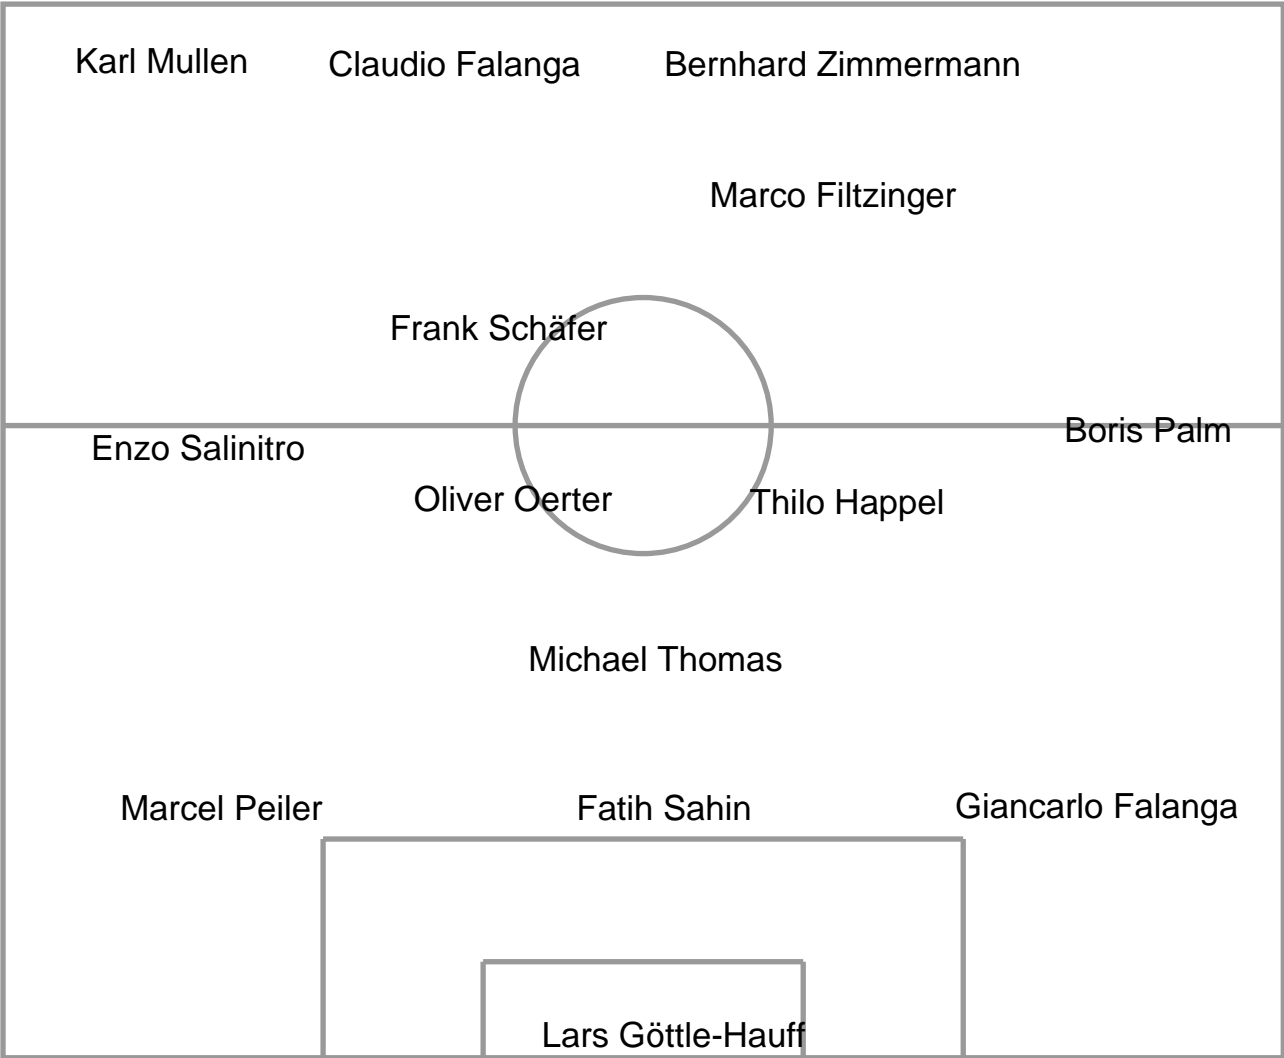 Karl Mullen
Claudio Falanga
Bernhard Zimmermann
Marco Filtzinger
Frank Schäfer
Boris Palm
Enzo Salinitro
Oliver Oerter
Thilo Happel
Michael Thomas
Marcel Peiler
Fatih Sahin
Giancarlo Falanga
Lars Göttle-Hauff